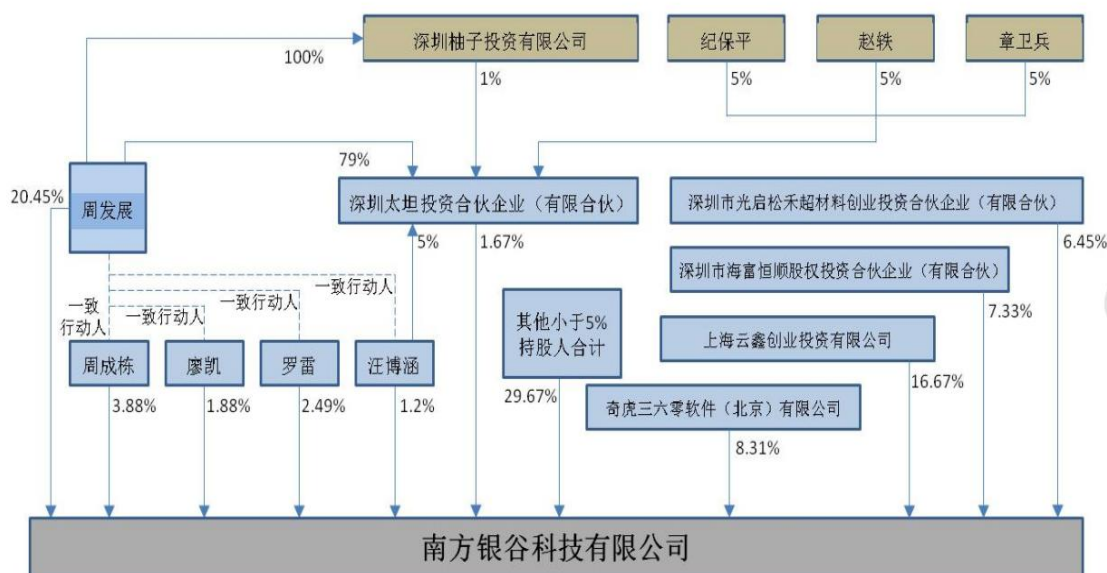 深圳柚子投资有限公司
纪保平
赵轶
章卫兵
100%
1%
5%
5%
5%
79%
20.45%
周发展
深圳太坦投资合伙企业（有限合伙）
深圳市光启松禾超材料创业投资合伙企业（有限合伙）
5%
1.67%
6.45%
深圳市海富恒顺股权投资合伙企业（有限合伙）
7.33%
一致
行动人
一致行动人
一致行动人
一致行动人
其他小于5%
持股人合计
上海云鑫创业投资有限公司
周成栋
廖凯
罗雷
汪博涵
3.88%
1.88%
2.49%
1.2%
29.67%
16.67%
奇虎三六零软件（北京）有限公司
8.31%
南方银谷科技有限公司